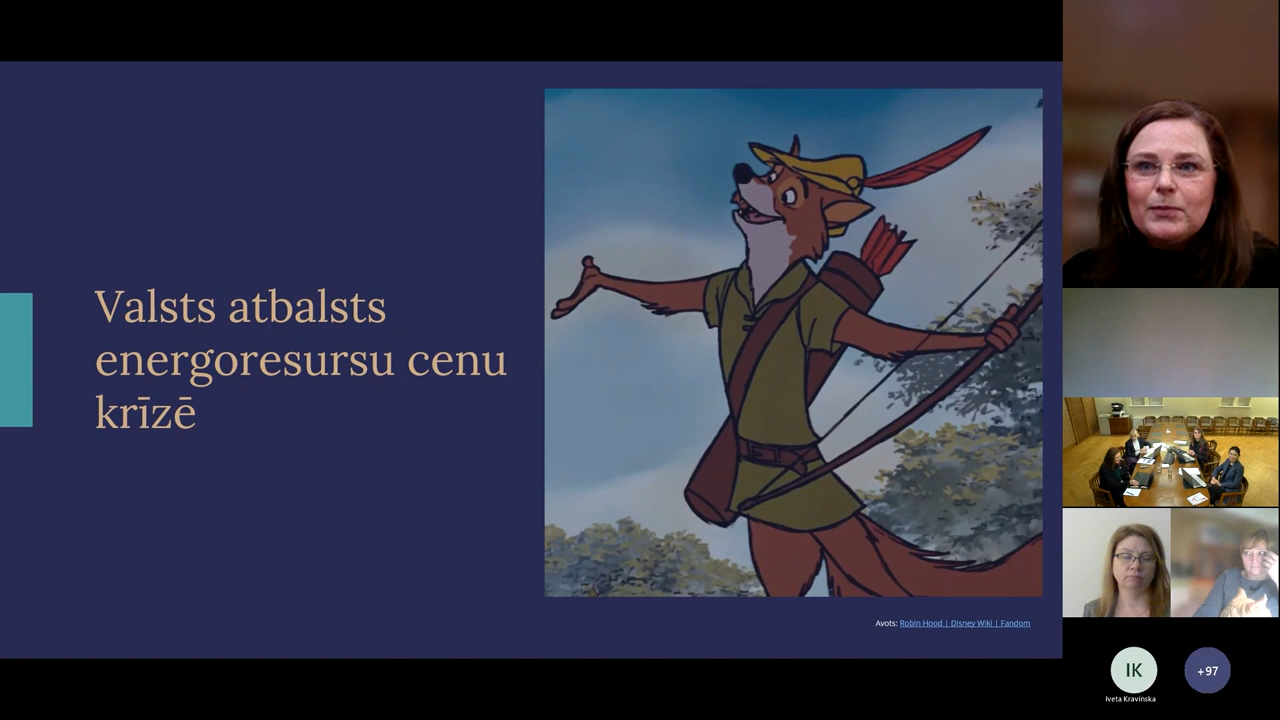 Valsts atbalsts
energoresursu cenu
krīzē
Avots: Robin Hood | Disney Wiki | Fandom
IK
+97
Iveta Kravinska